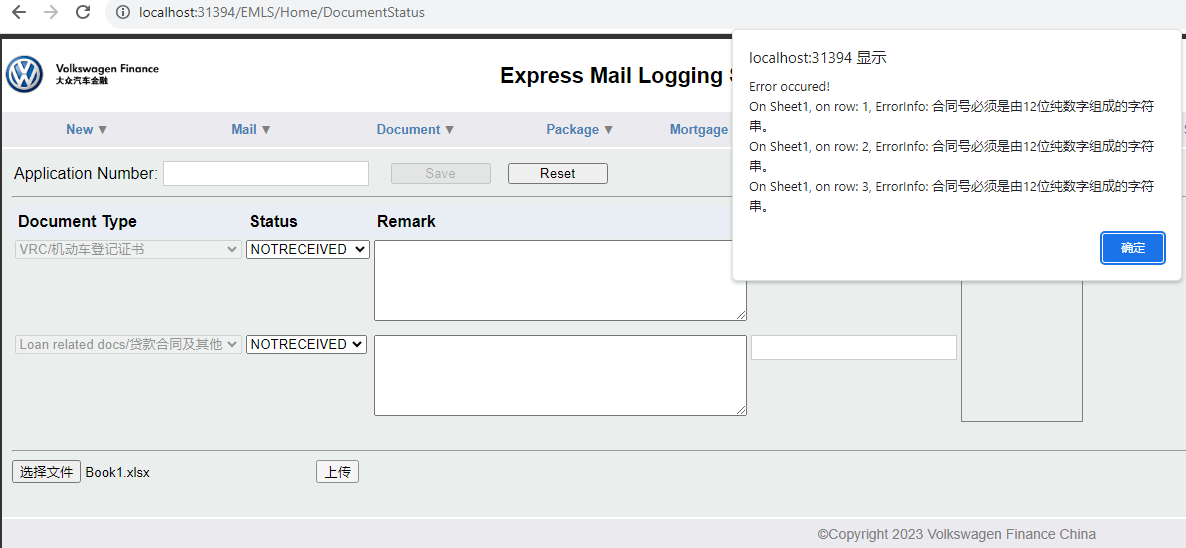 localhost:31394/EMLS/Home/DocumentStatus
Volkswagen Finance
大众汽车金融
Express Mail Logging
localhost:31394 显示
Error occured!
On Sheet1, on row: 1, ErrorInfo: 合同号必须是由12位纯数字组成的字符
串。
On Sheet1, on row: 2, ErrorInfo: 合同号必须是由12位纯数字组成的字符
串。
On Sheet1, on row: 3, ErrorInfo: 合同号必须是由12位纯数字组成的字符
串。
确定
New ▼ Mail ▼ Document ▼ Package ▼ Mortgage
Application Number: Save Reset
Document Type Status Remark
VRC/机动车登记证书 NOTRECEIVED
Loan related docs/贷款合同及其他 NOTRECEIVED
选择文件 Book1.xlsx 上传
©Copyright 2023 Volkswagen Finance China